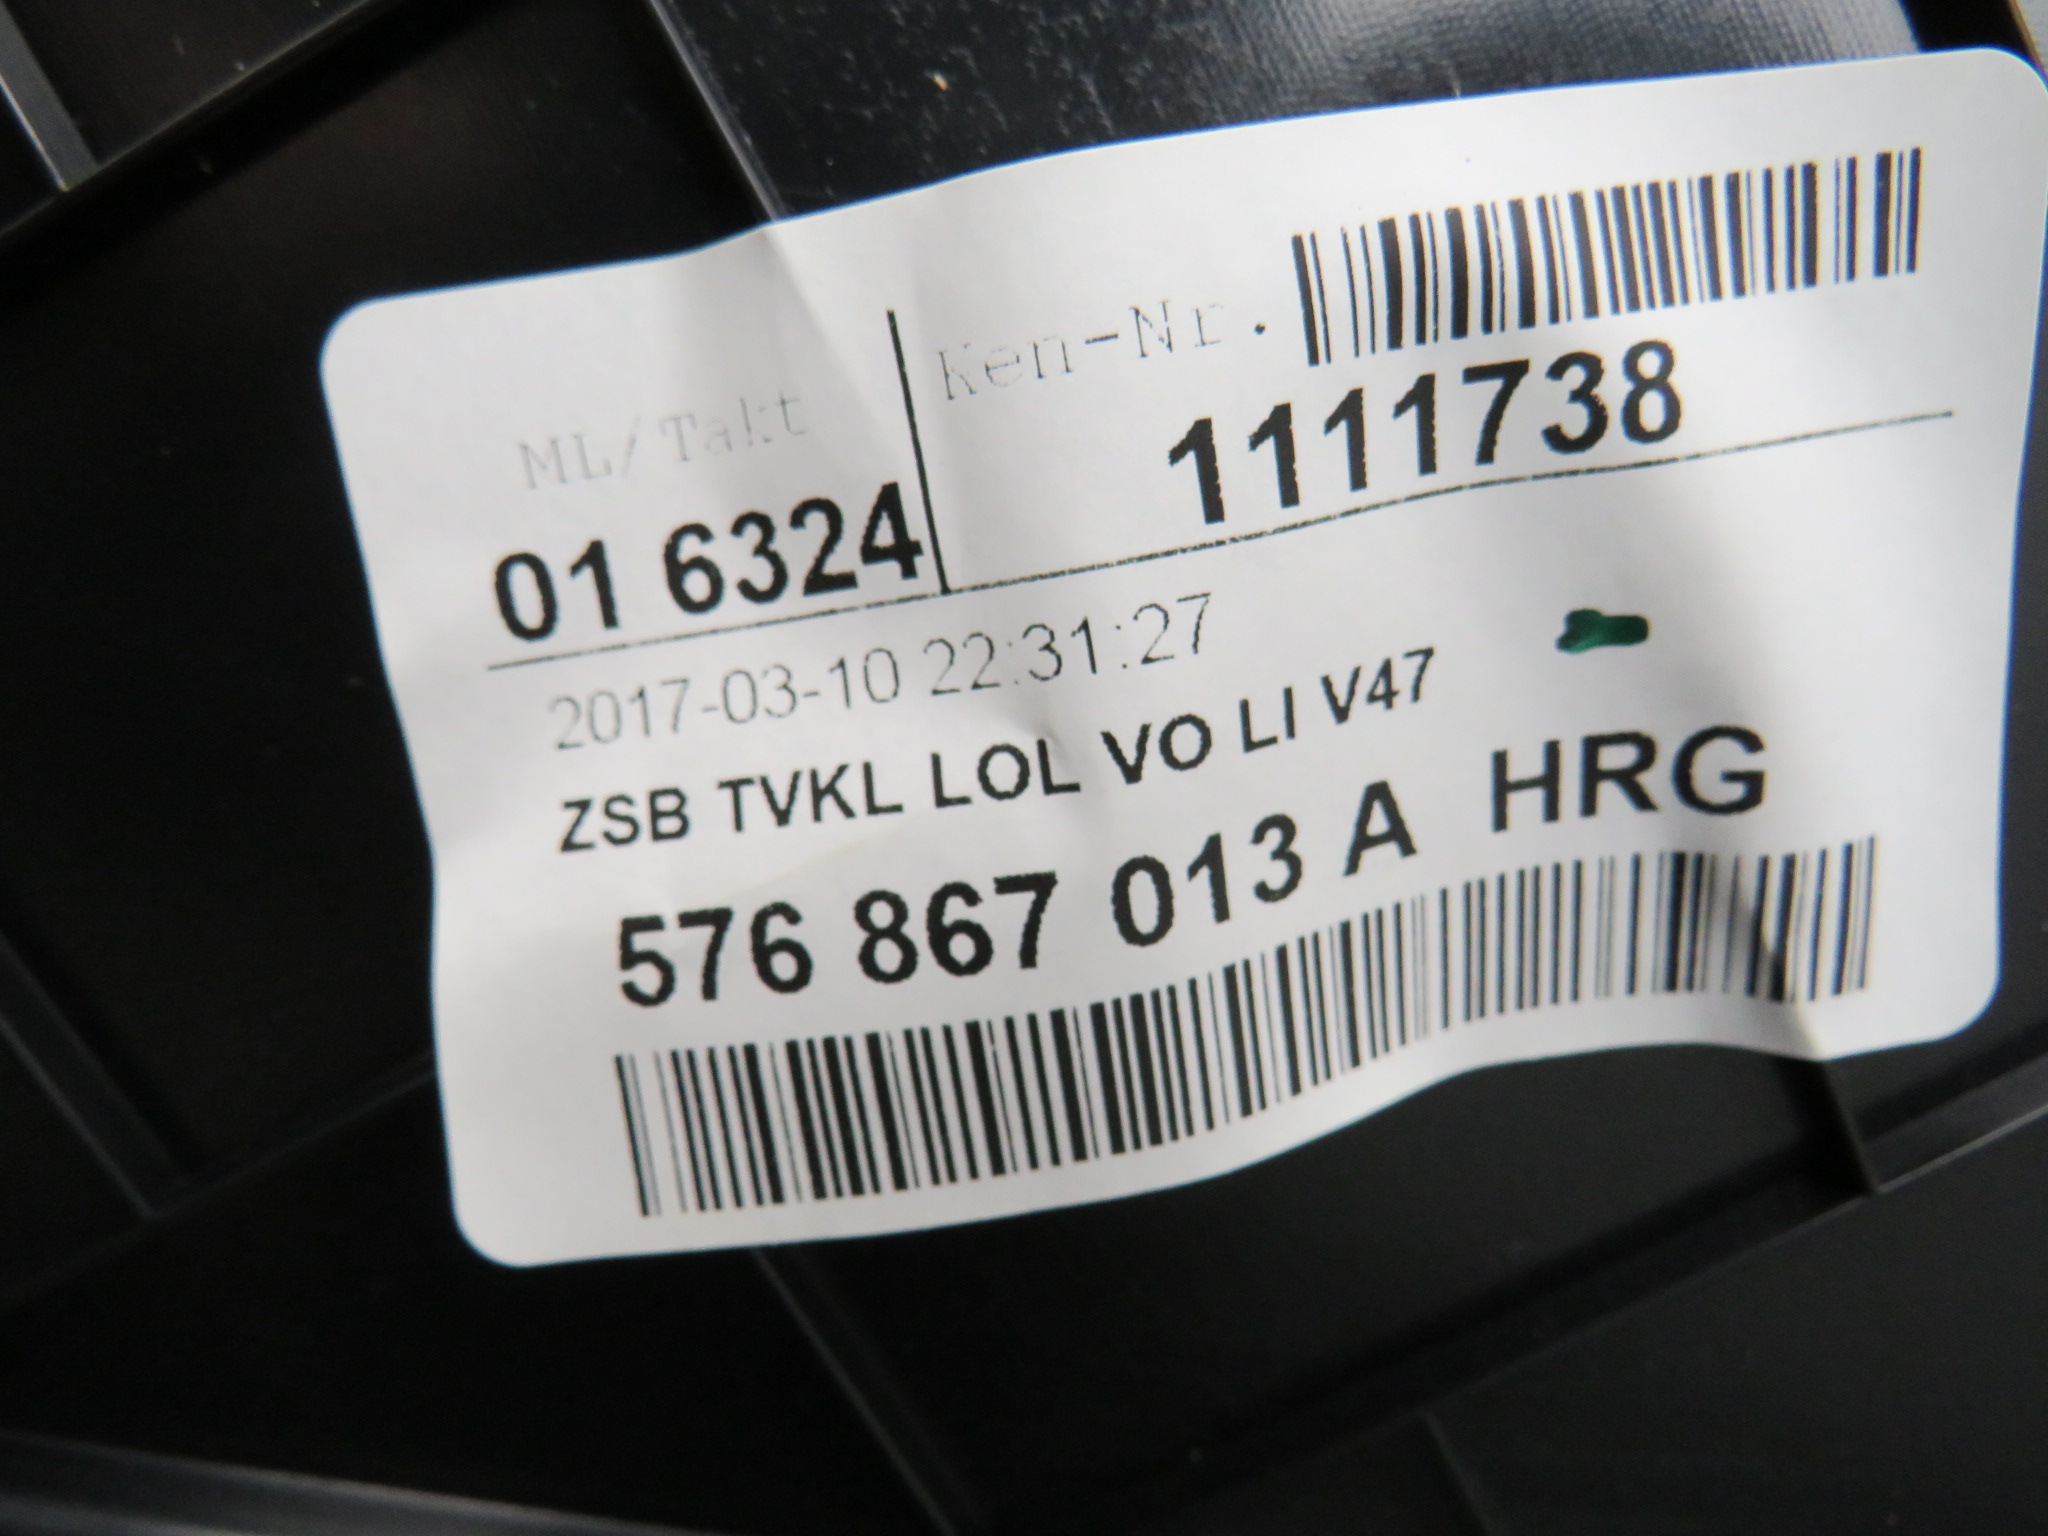 ML/Takt
01 6324
Ken-Nr.
1111738
2017-03-10 22:31:27
ZSB TVKL LOL VO LI V47
576 867 013 A HRG